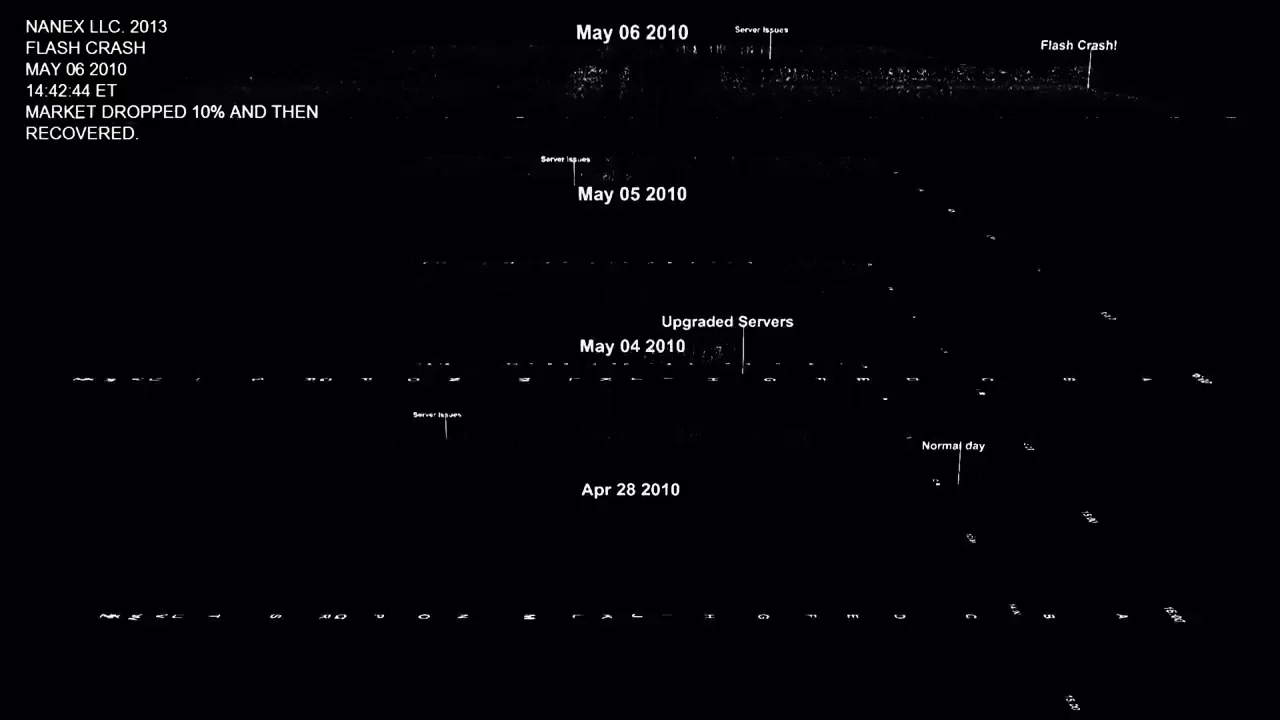 NANEX LLC. 2013
FLASH CRASH
MAY 06 2010
14:42:44 ET
MARKET DROPPED 10% AND THEN
RECOVERED.
May 06 2010
Server Issues
Flash Crash!
Server Issues
May 05 2010
Upgraded Servers
May 04 2010
Server Issues
Normal day
Apr 28 2010